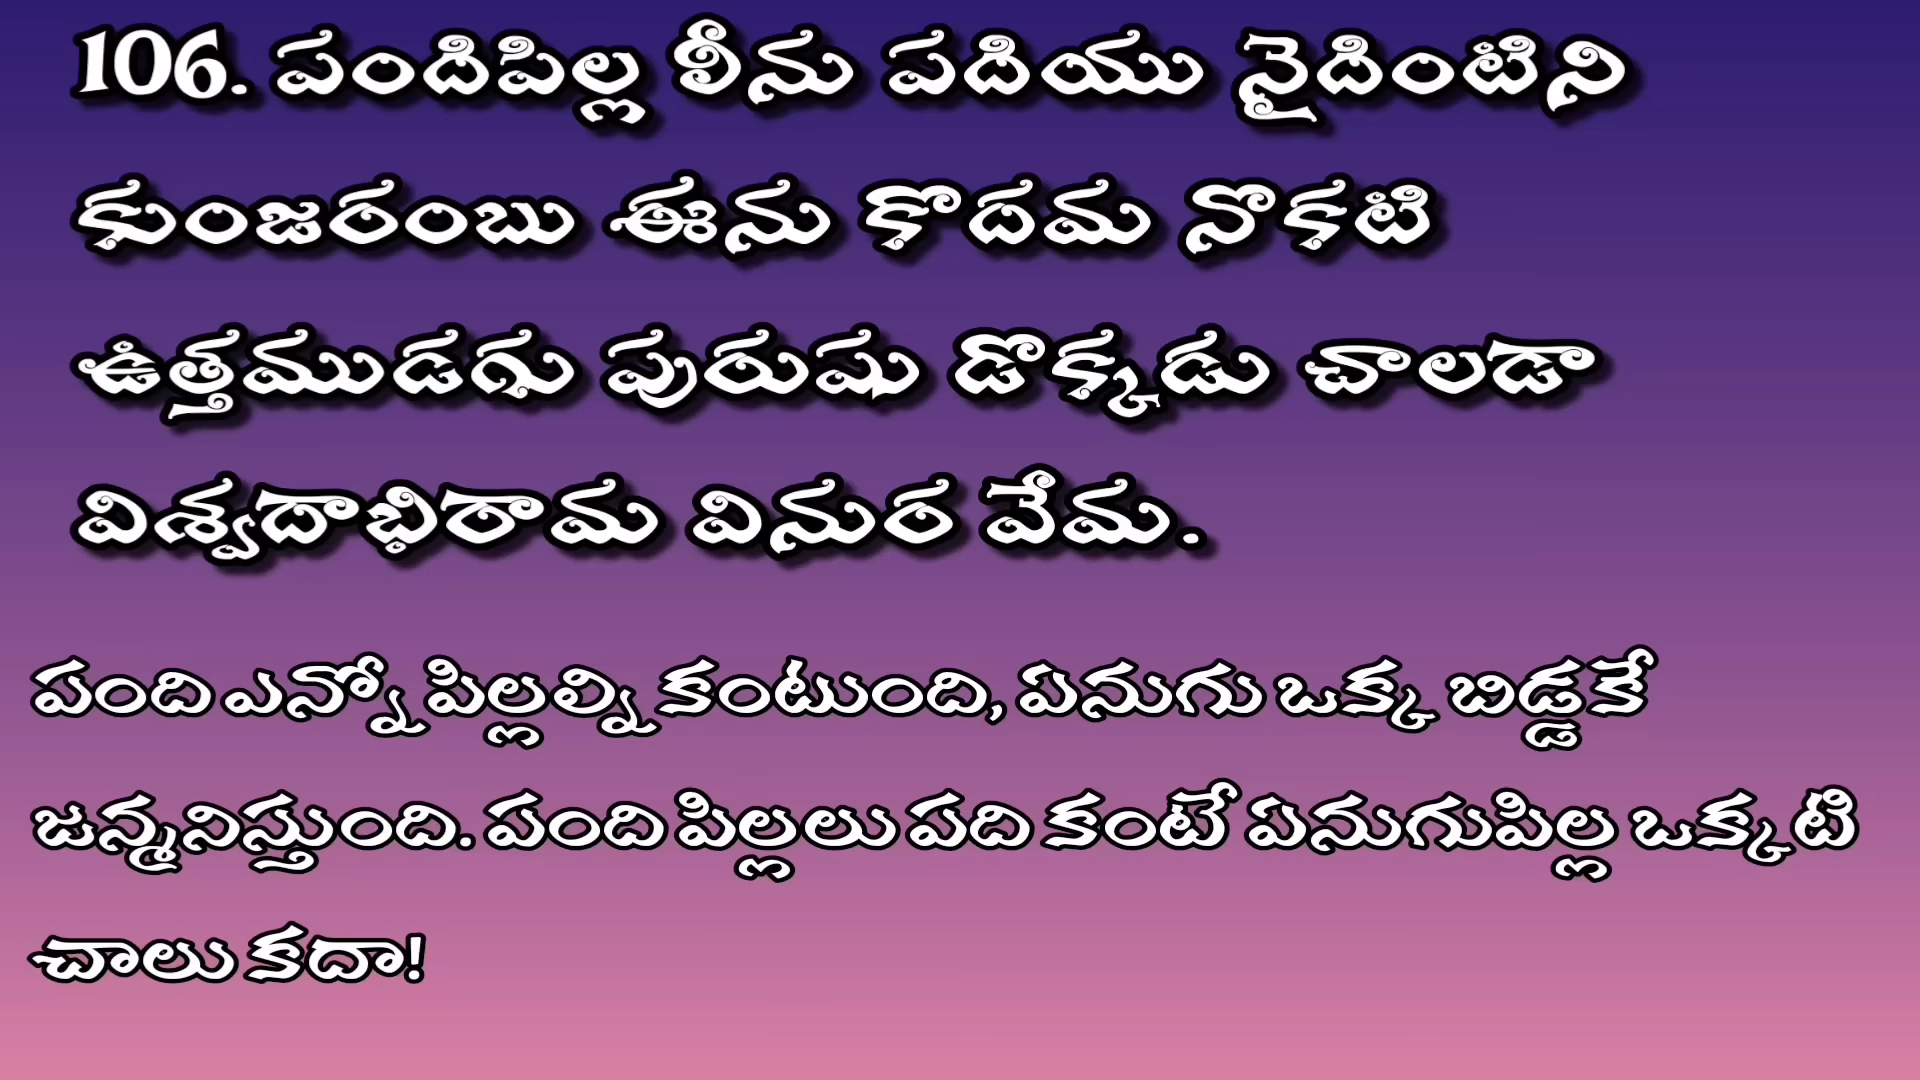 106. పందిపిల్ల లీను పదియు నైదింటిని
కుంజరంబు ఈను కొదమ నొకటి
ఉత్తముడగు పురుషు డొక్కడు చాలడా
విశ్వదాభిరామ వినుర వేమ.
పంది ఎన్నో పిల్లల్ని కంటుంది, ఏనుగు ఒక్క బిడ్డకే
జన్మనిస్తుంది. పంది పిల్లలు పది కంటే ఏనుగుపిల్ల ఒక్కటి
చాలు కదా!